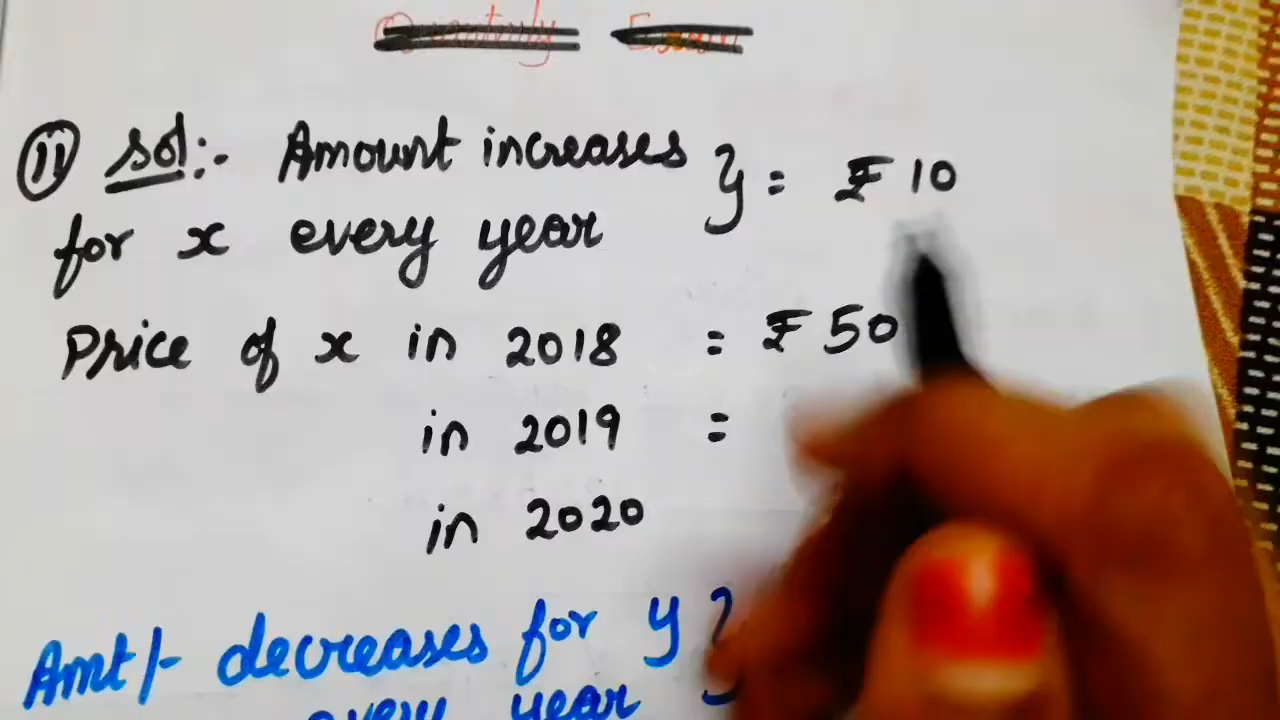 ⑪ Sol:- Amount increases } = ₹ 10
for x every year
Price of x in 2018 = ₹ 50
in 2019 =
in 2020
Amt/- decreases for y }
every year